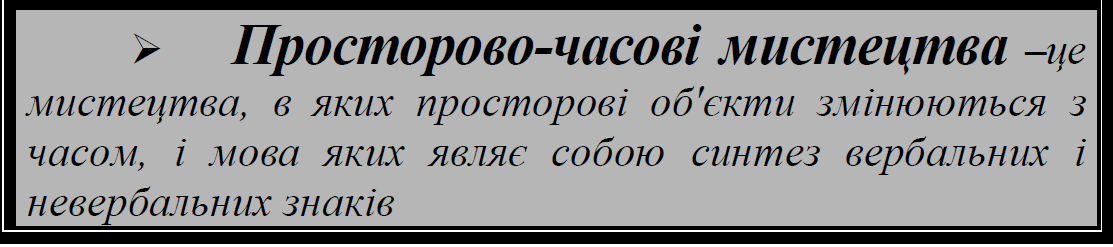 ➢ Просторово-часові мистецтва –це
мистецтва, в яких просторові об'єкти змінюються з
часом, і мова яких являє собою синтез вербальних і
невербальних знаків